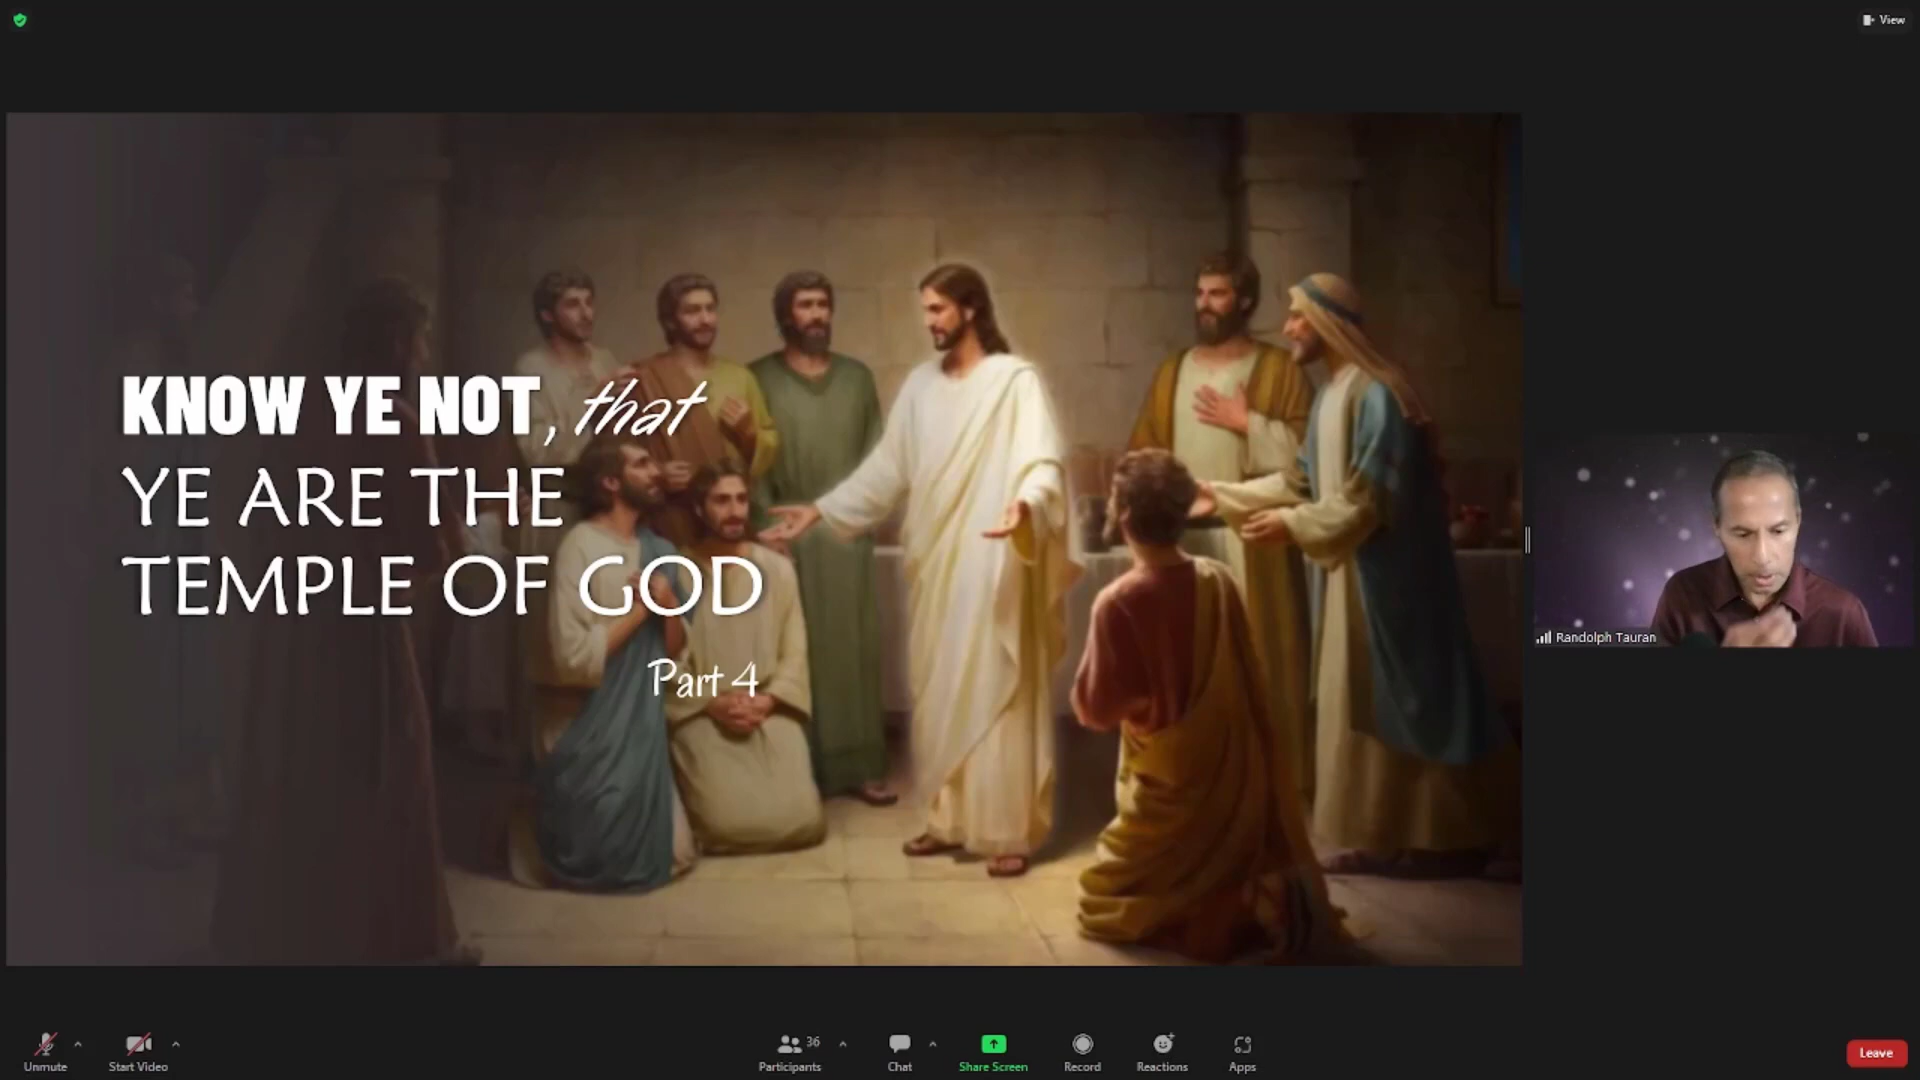 View
KNOW YE NOT, that
YE ARE THE
TEMPLE OF GOD
Part 4
Randolph Tauran
Unmute
Start Video
36
Participants
Chat
Share Screen
Record
Reactions
Apps
Leave